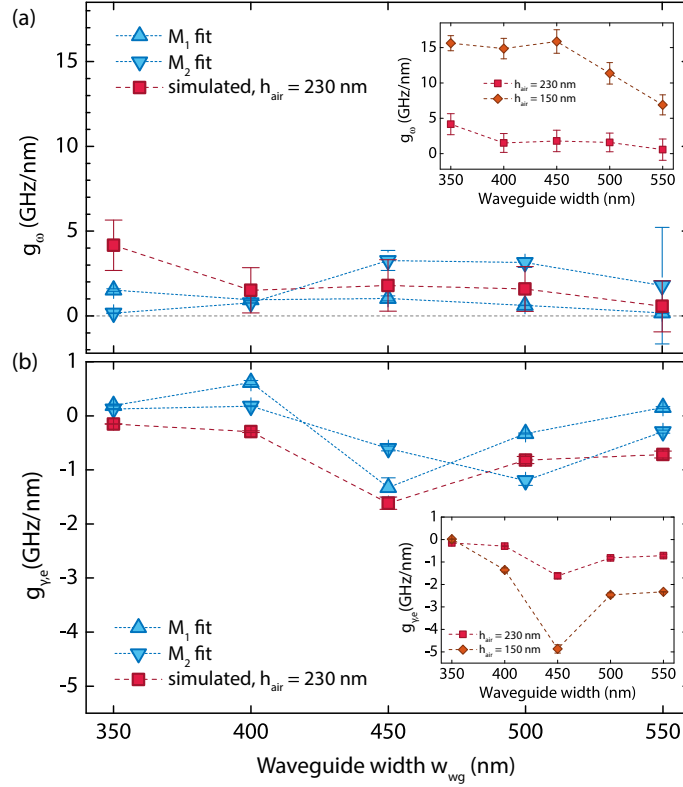 (a)
M1 fit
M2 fit
simulated, hair = 230 nm
gω (GHz/nm)
15
10
5
0
gω (GHz/nm)
15
10
5
0
hair = 230 nm
hair = 150 nm
350 400 450 500 550
Waveguide width (nm)
(b)
1
0
-1
-2
-3
-4
-5
gγ,e(GHz/nm)
M1 fit
M2 fit
simulated, hair = 230 nm
1
0
-1
-2
-3
-4
-5
gγ,e(GHz/nm)
hair = 230 nm
hair = 150 nm
350 400 450 500 550
Waveguide width (nm)
350 400 450 500 550
Waveguide width wwg (nm)